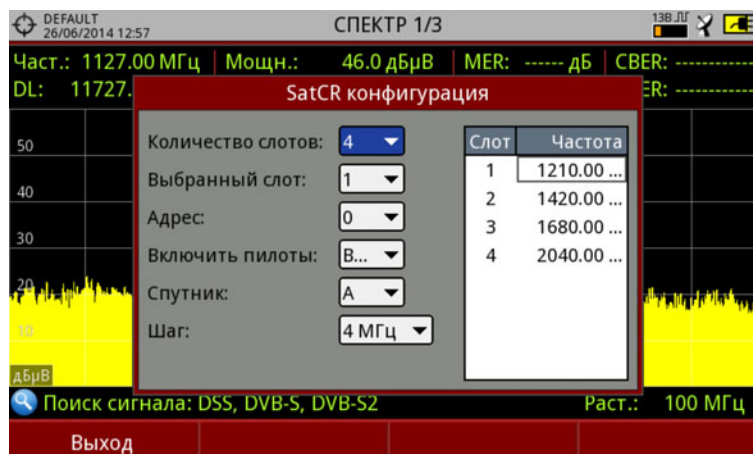 DEFAULT
26/06/2014 12:57
СПЕКТР 1/3
13В
Част.: 1127.00 МГц Мощн.: 46.0 дБµВ MER: ------ дБ CBER: -----------
DL: 11727. ER: -----------
SatCR конфигурация
50
40
30
20
10
дБµВ
Количество слотов: 4
Выбранный слот: 1
Адрес: 0
Включить пилоты: В...
Спутник: A
Шаг: 4 МГц
Слот Частота
1 1210.00 ...
2 1420.00 ...
3 1680.00 ...
4 2040.00 ...
Поиск сигнала: DSS, DVB-S, DVB-S2 Раст.: 100 МГц
Выход